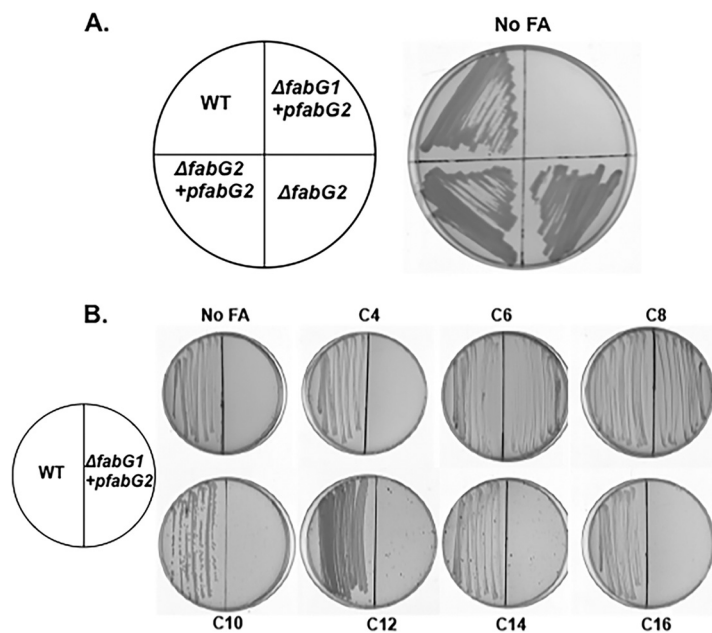 A.
No FA
WT
ΔfabG1
+pfabG2
ΔfabG2
+pfabG2
ΔfabG2
B.
No FA
C4
C6
C8
WT
ΔfabG1
+pfabG2
C10
C12
C14
C16